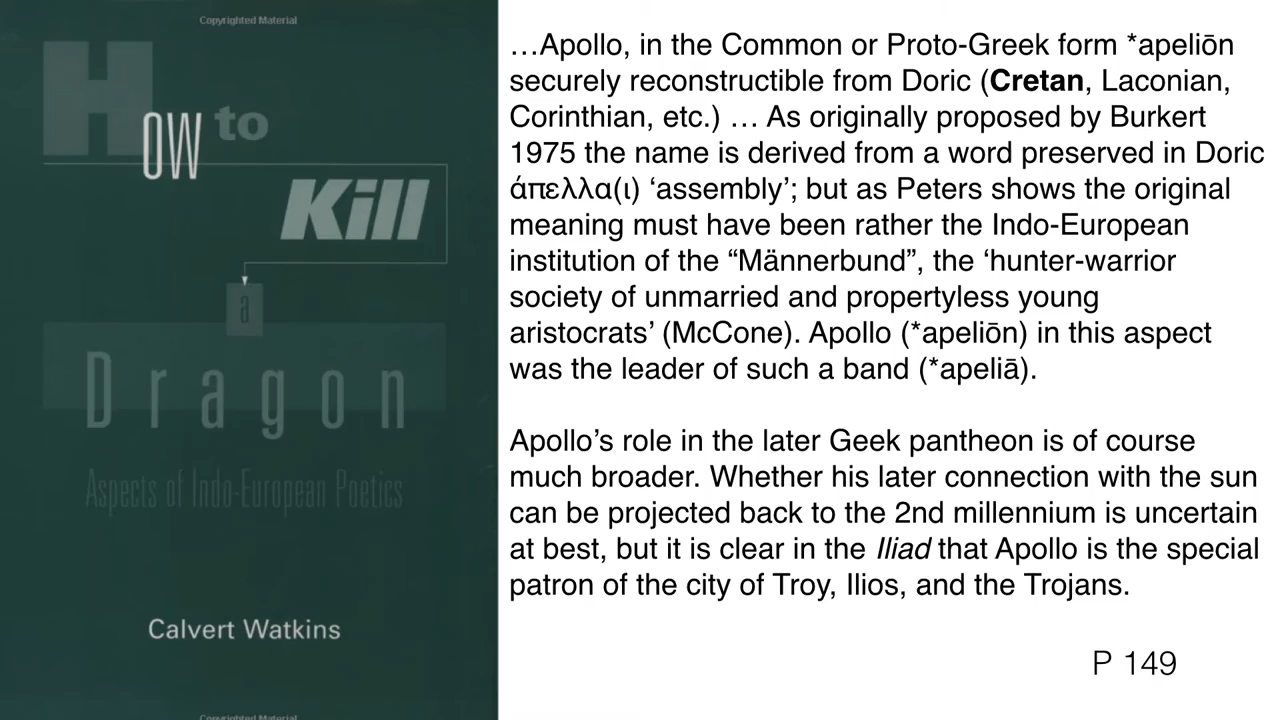 Copyrighted Material
How to
Kill
a
Dragon
Aspects of Indo-European Poetics
Calvert Watkins
Copyrighted Material
…Apollo, in the Common or Proto-Greek form *apeliōn
securely reconstructible from Doric (Cretan, Laconian,
Corinthian, etc.) … As originally proposed by Burkert
1975 the name is derived from a word preserved in Doric
άπελλα(ι) ‘assembly’; but as Peters shows the original
meaning must have been rather the Indo-European
institution of the “Männerbund”, the ‘hunter-warrior
society of unmarried and propertyless young
aristocrats’ (McCone). Apollo (*apeliōn) in this aspect
was the leader of such a band (*apeliā).
Apollo’s role in the later Geek pantheon is of course
much broader. Whether his later connection with the sun
can be projected back to the 2nd millennium is uncertain
at best, but it is clear in the Iliad that Apollo is the special
patron of the city of Troy, Ilios, and the Trojans.
P 149